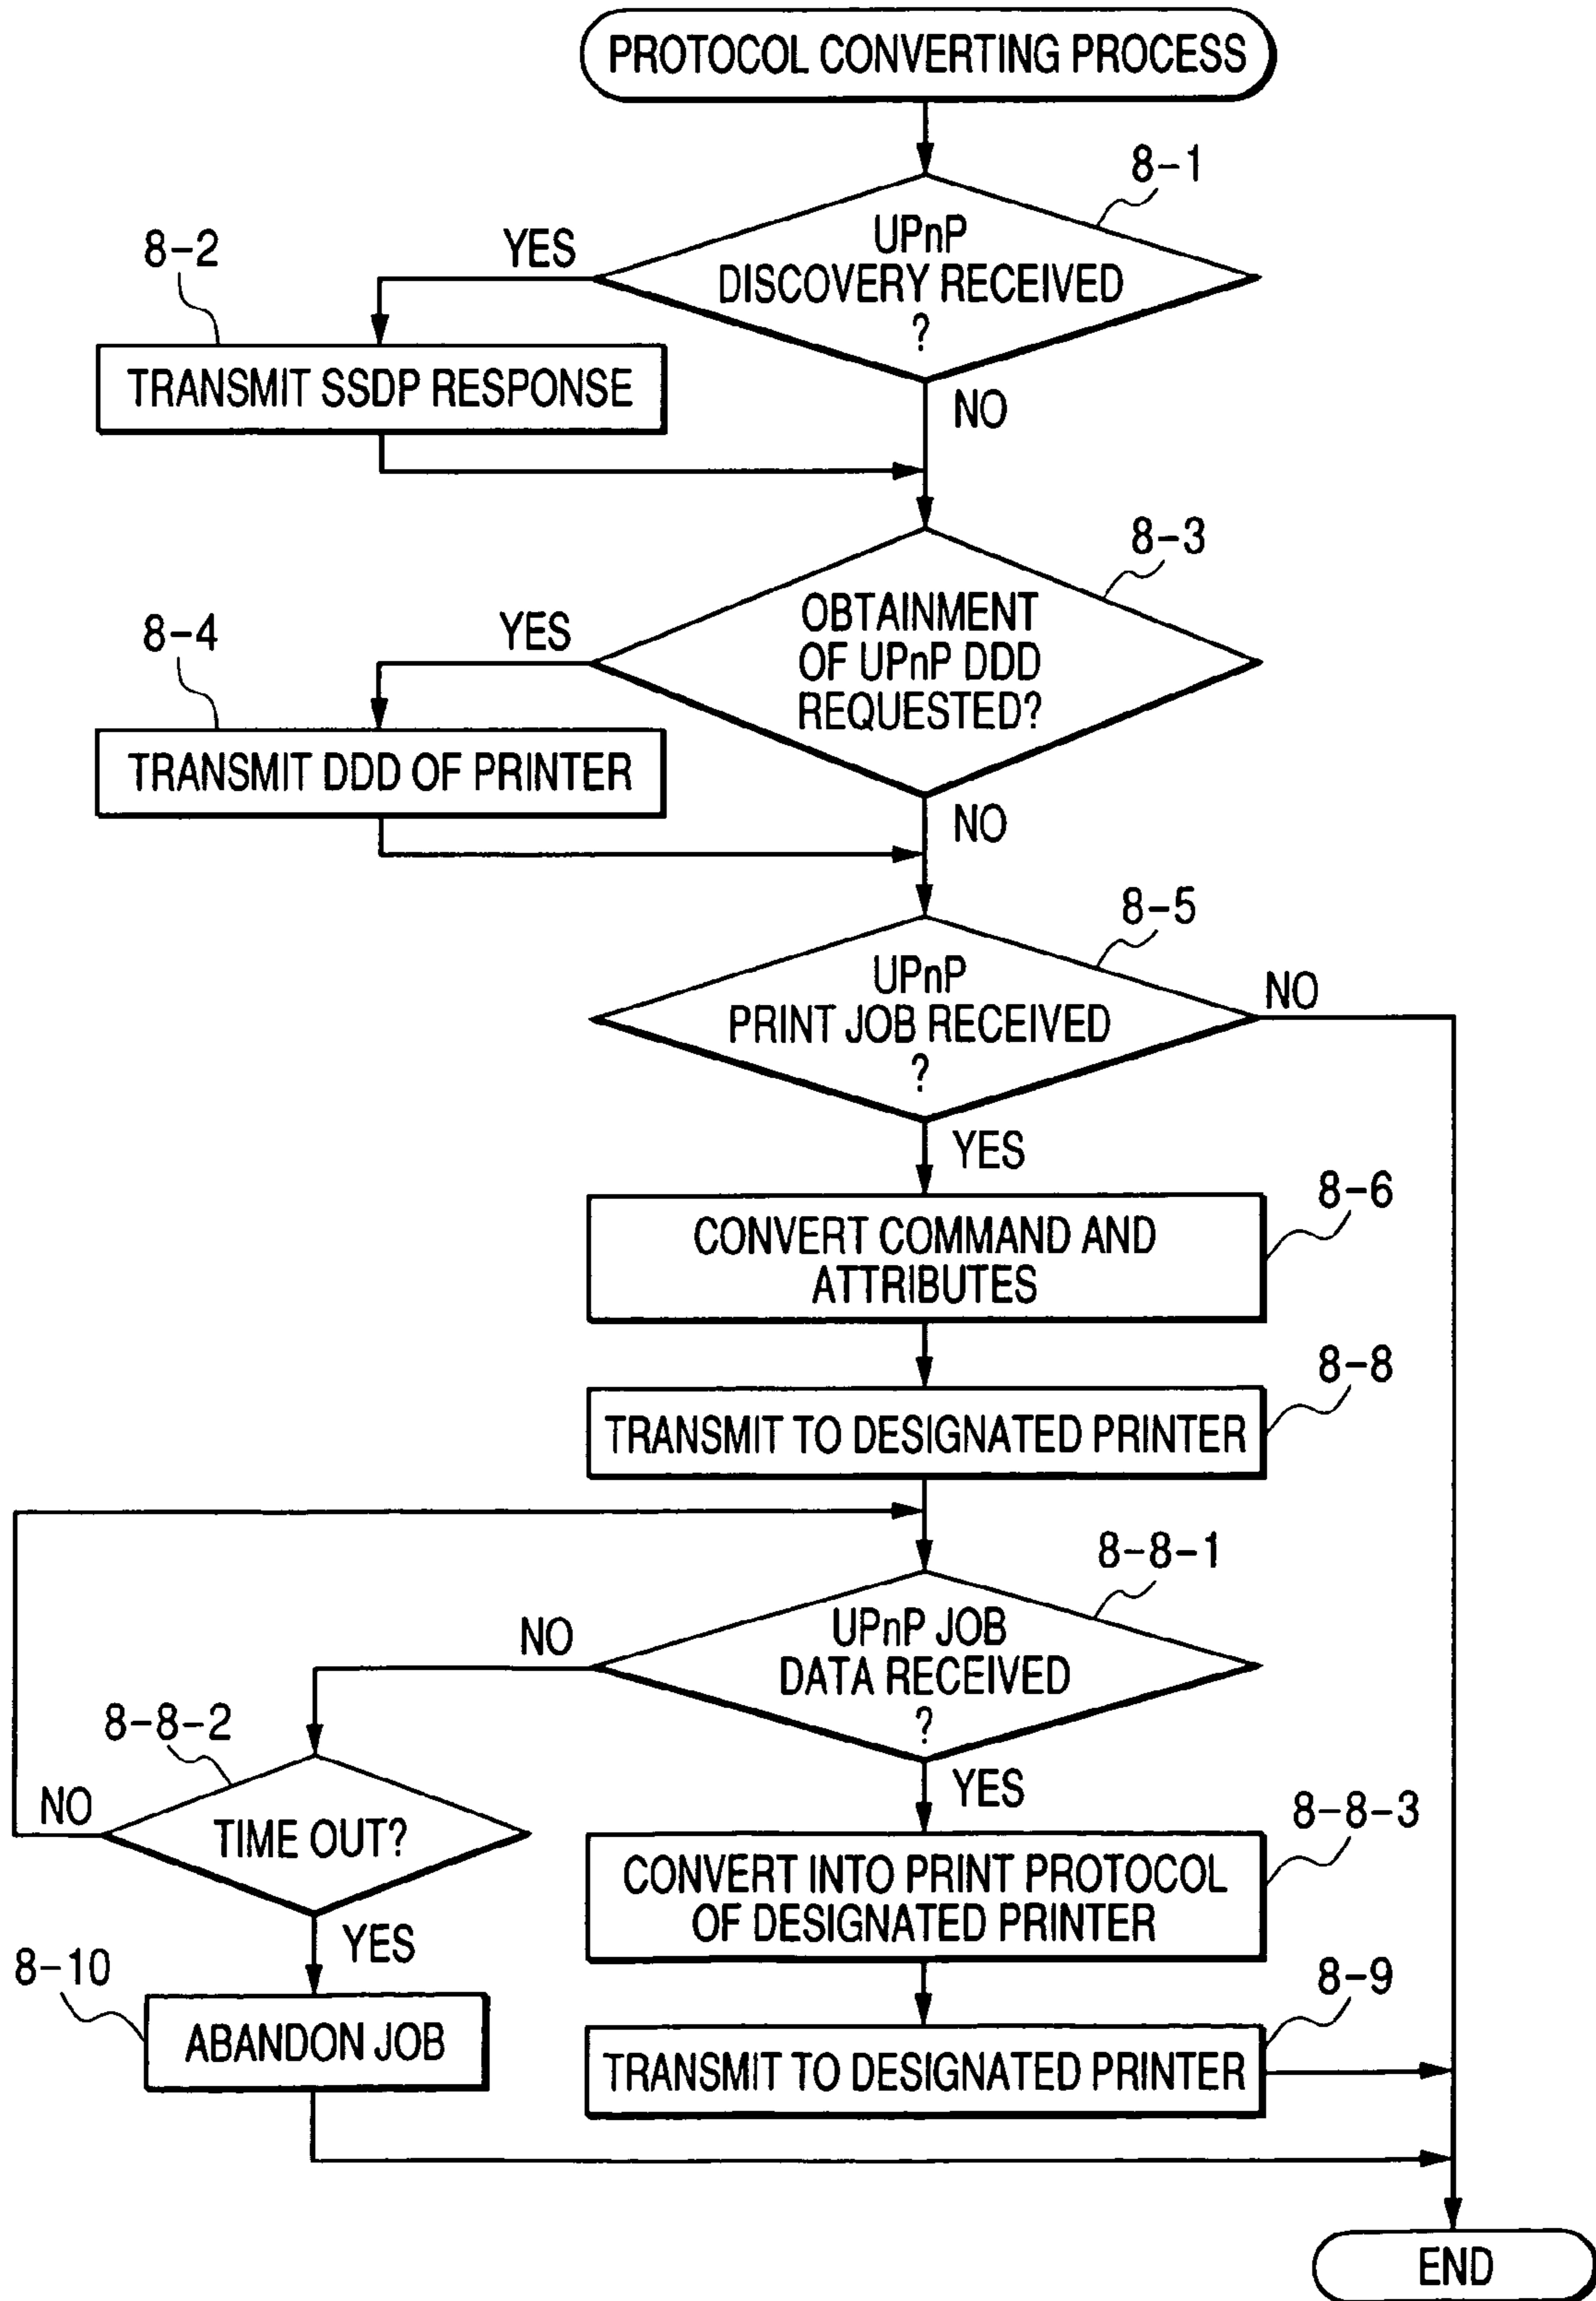 PROTOCOL CONVERTING PROCESS
8-1
UPnP
DISCOVERY RECEIVED
?
YES
8-2
TRANSMIT SSDP RESPONSE
NO
8-3
OBTAINMENT
OF UPnP DDD
REQUESTED?
YES
8-4
TRANSMIT DDD OF PRINTER
NO
8-5
UPnP
PRINT JOB RECEIVED
?
NO
YES
8-6
CONVERT COMMAND AND
ATTRIBUTES
8-8
TRANSMIT TO DESIGNATED PRINTER
8-8-1
UPnP JOB
DATA RECEIVED
?
NO
8-8-2
TIME OUT?
NO
YES
8-8-3
CONVERT INTO PRINT PROTOCOL
OF DESIGNATED PRINTER
YES
8-10
ABANDON JOB
8-9
TRANSMIT TO DESIGNATED PRINTER
END